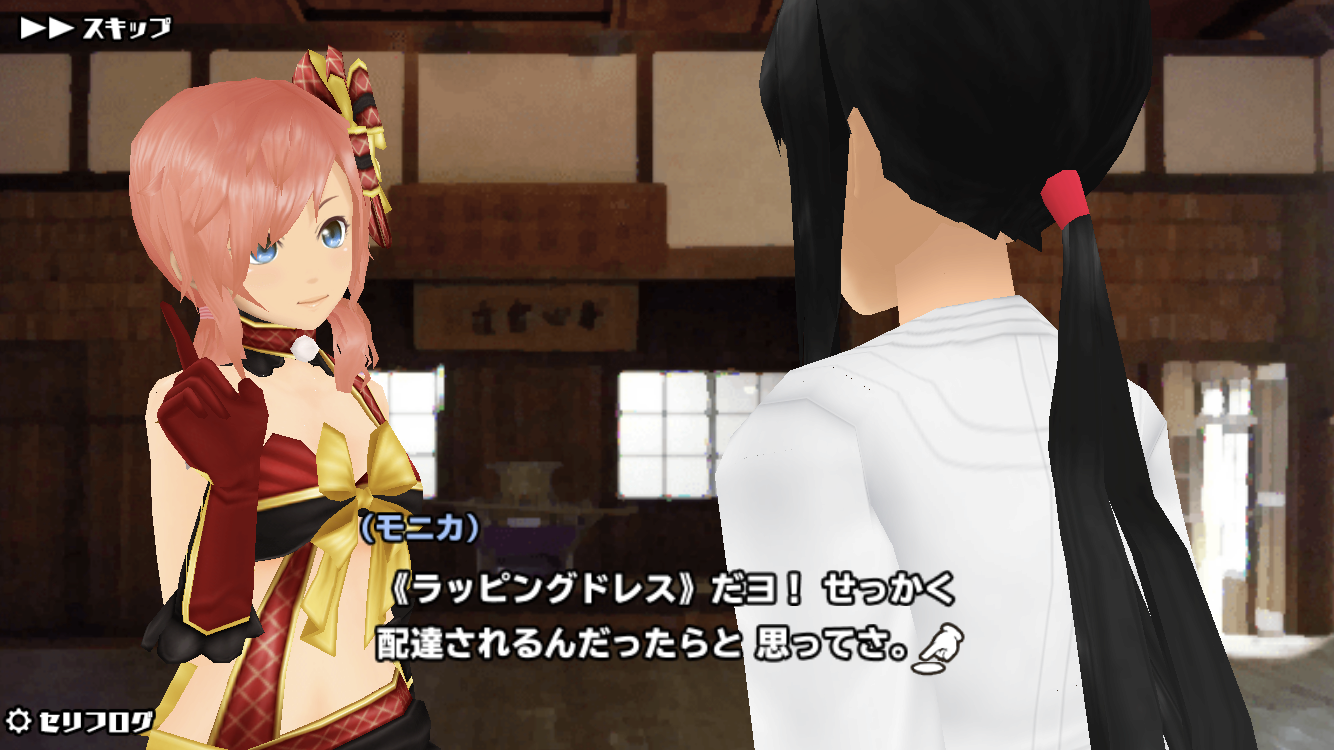 ▶▶スキップ
(モニカ)
《ラッピングドレス》だヨ! せっかく
配達されるんだったらと 思ってさ。
セリフログ